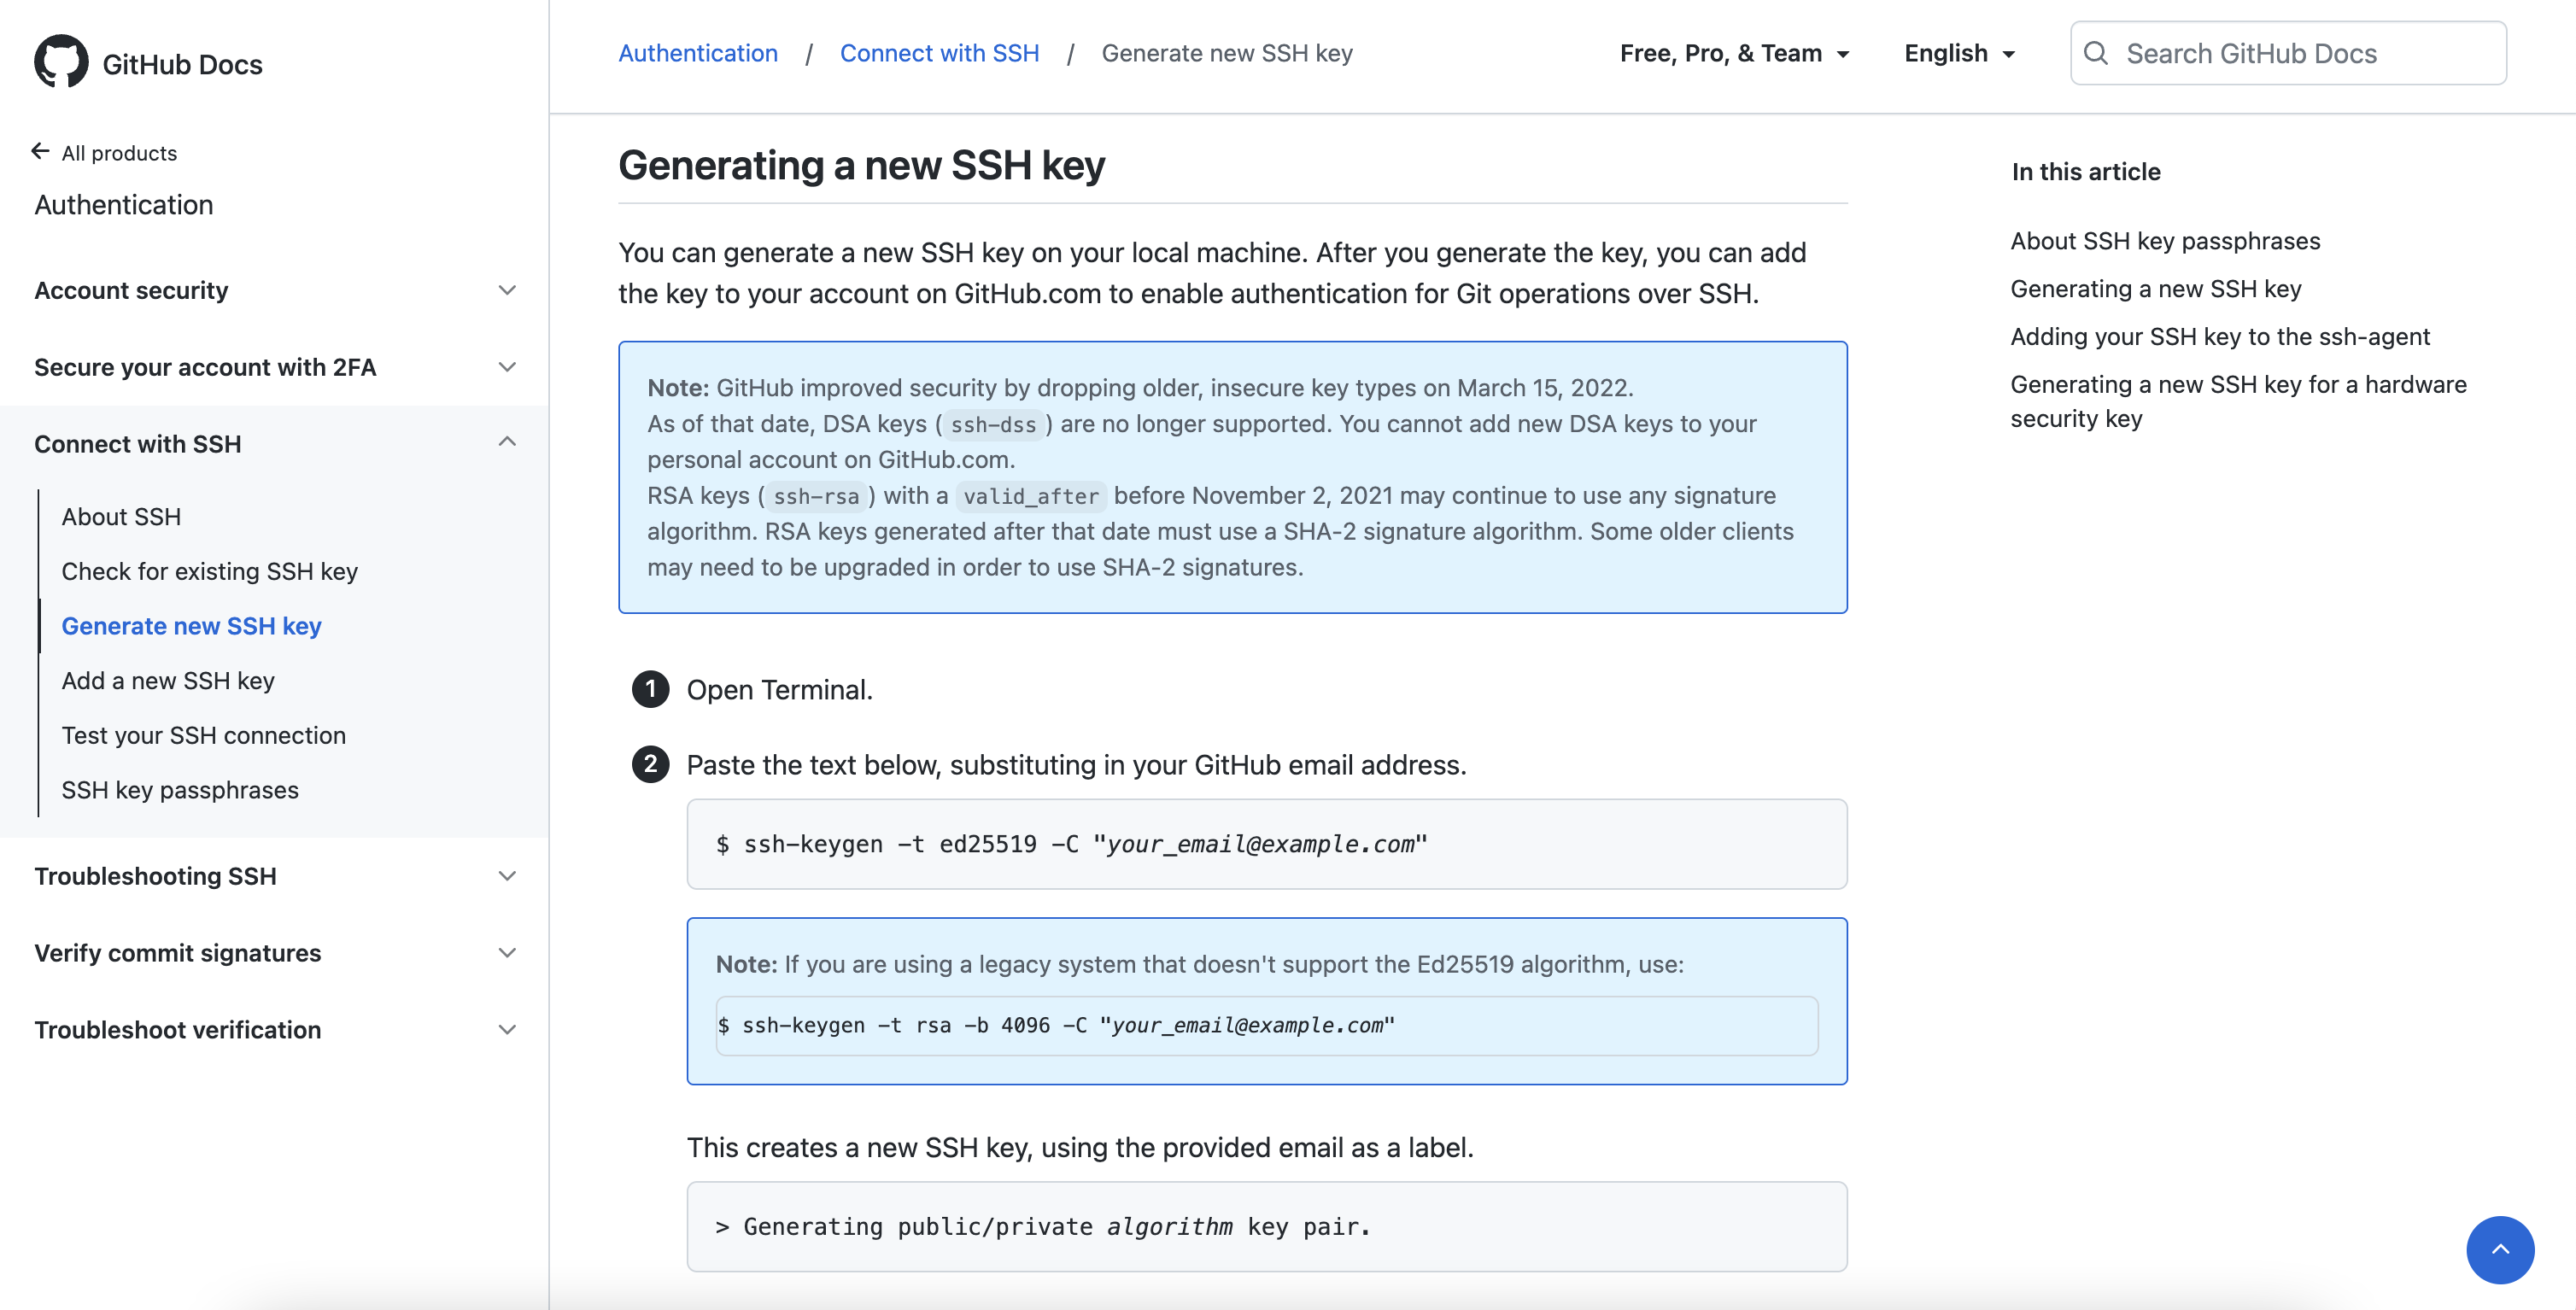 GitHub Docs
All products
Authentication
Account security
Secure your account with 2FA
Connect with SSH
About SSH
Check for existing SSH key
Generate new SSH key
Add a new SSH key
Test your SSH connection
SSH key passphrases
Troubleshooting SSH
Verify commit signatures
Troubleshoot verification
Authentication / Connect with SSH / Generate new SSH key
Free, Pro, & Team
English
Search GitHub Docs
Generating a new SSH key
You can generate a new SSH key on your local machine. After you generate the key, you can add
the key to your account on GitHub.com to enable authentication for Git operations over SSH.
Note: GitHub improved security by dropping older, insecure key types on March 15, 2022.
As of that date, DSA keys (ssh-dss) are no longer supported. You cannot add new DSA keys to your
personal account on GitHub.com.
RSA keys (ssh-rsa) with a valid_after before November 2, 2021 may continue to use any signature
algorithm. RSA keys generated after that date must use a SHA-2 signature algorithm. Some older clients
may need to be upgraded in order to use SHA-2 signatures.
1 Open Terminal.
2 Paste the text below, substituting in your GitHub email address.
$ ssh-keygen -t ed25519 -C "your_email@example.com"
Note: If you are using a legacy system that doesn't support the Ed25519 algorithm, use:
$ ssh-keygen -t rsa -b 4096 -C "your_email@example.com"
This creates a new SSH key, using the provided email as a label.
> Generating public/private algorithm key pair.
In this article
About SSH key passphrases
Generating a new SSH key
Adding your SSH key to the ssh-agent
Generating a new SSH key for a hardware
security key